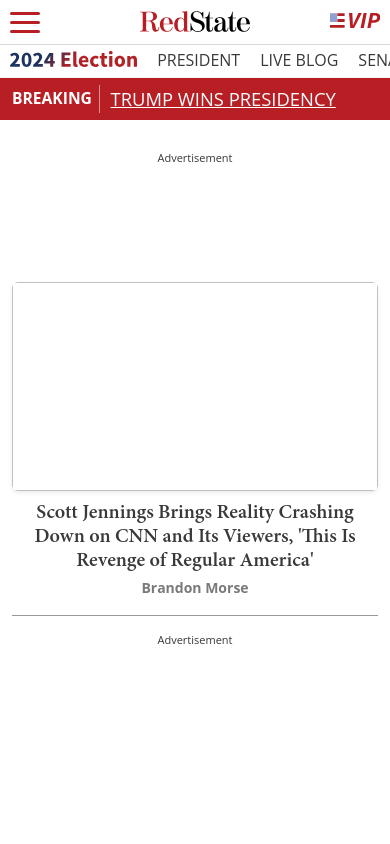 RedState
VIP
2024 Election PRESIDENT LIVE BLOG SENA
BREAKING TRUMP WINS PRESIDENCY
Advertisement
Scott Jennings Brings Reality Crashing
Down on CNN and Its Viewers, 'This Is
Revenge of Regular America'
Brandon Morse
Advertisement